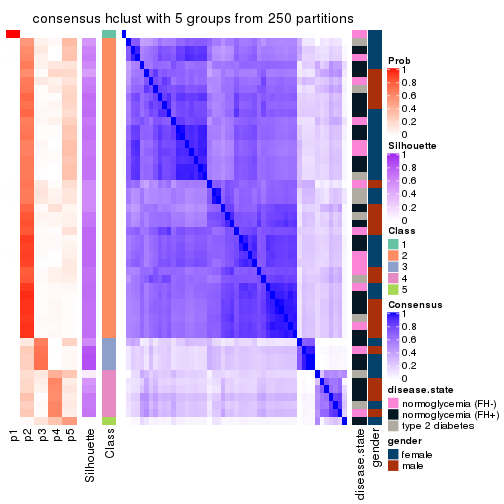 consensus hclust with 5 groups from 250 partitions
Prob
1
0.8
0.6
0.4
0.2
0
Silhouette
1
0.8
0.6
0.4
0.2
0
Class
1
2
3
4
5
Consensus
1
0.8
0.6
0.4
0.2
0
disease.state
normoglycemia (FH-)
normoglycemia (FH+)
type 2 diabetes
gender
female
male
p1
p2
p3
p4
p5
Silhouette
Class
disease.state
gender